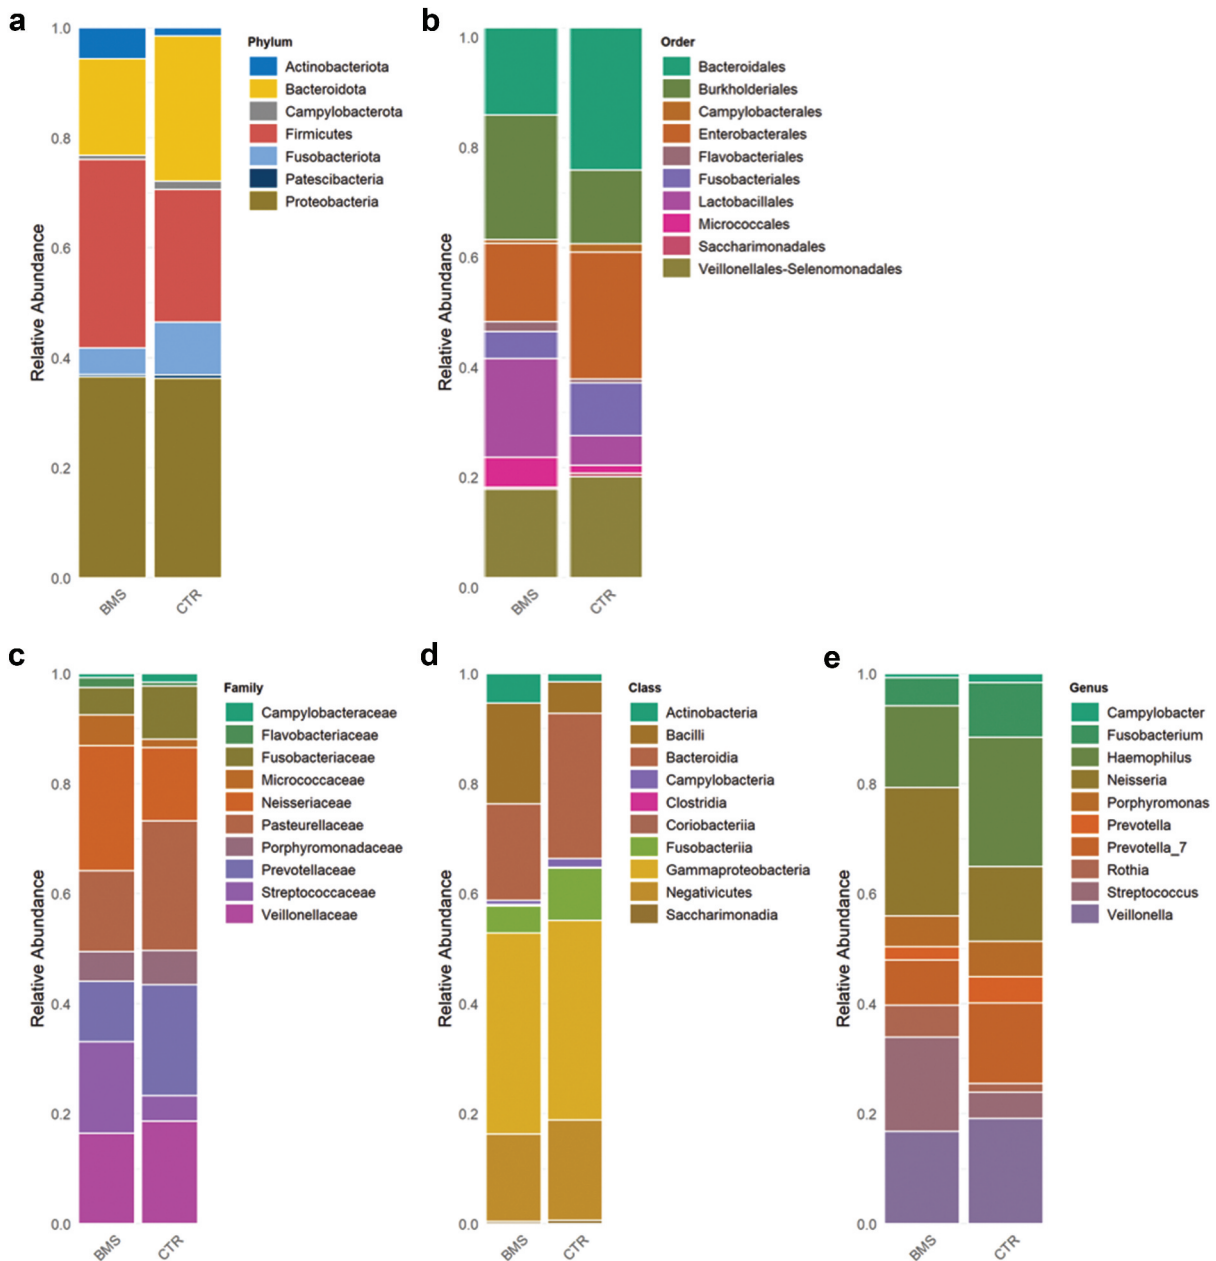 a
Relative Abundance
1.0
0.8
0.6
0.4
0.2
0.0
BMS
CTR
Phylum
Actinobacteriota
Bacteroidota
Campylobacterota
Firmicutes
Fusobacteriota
Patescibacteria
Proteobacteria
b
Relative Abundance
1.0
0.8
0.6
0.4
0.2
0.0
BMS
CTR
Order
Bacteroidales
Burkholderiales
Campylobacterales
Enterobacterales
Flavobacteriales
Fusobacteriales
Lactobacillales
Micrococcales
Saccharimonadales
Veillonellales-Selenomonadales
c
Relative Abundance
1.0
0.8
0.6
0.4
0.2
0.0
BMS
CTR
Family
Campylobacteraceae
Flavobacteriaceae
Fusobacteriaceae
Micrococcaceae
Neisseriaceae
Pasteurellaceae
Porphyromonadaceae
Prevotellaceae
Streptococcaceae
Veillonellaceae
d
Relative Abundance
1.0
0.8
0.6
0.4
0.2
0.0
BMS
CTR
Class
Actinobacteria
Bacilli
Bacteroidia
Campylobacteria
Clostridia
Coriobacteriia
Fusobacteriia
Gammaproteobacteria
Negativicutes
Saccharimonadia
e
Relative Abundance
1.0
0.8
0.6
0.4
0.2
0.0
BMS
CTR
Genus
Campylobacter
Fusobacterium
Haemophilus
Neisseria
Porphyromonas
Prevotella
Prevotella_7
Rothia
Streptococcus
Veillonella